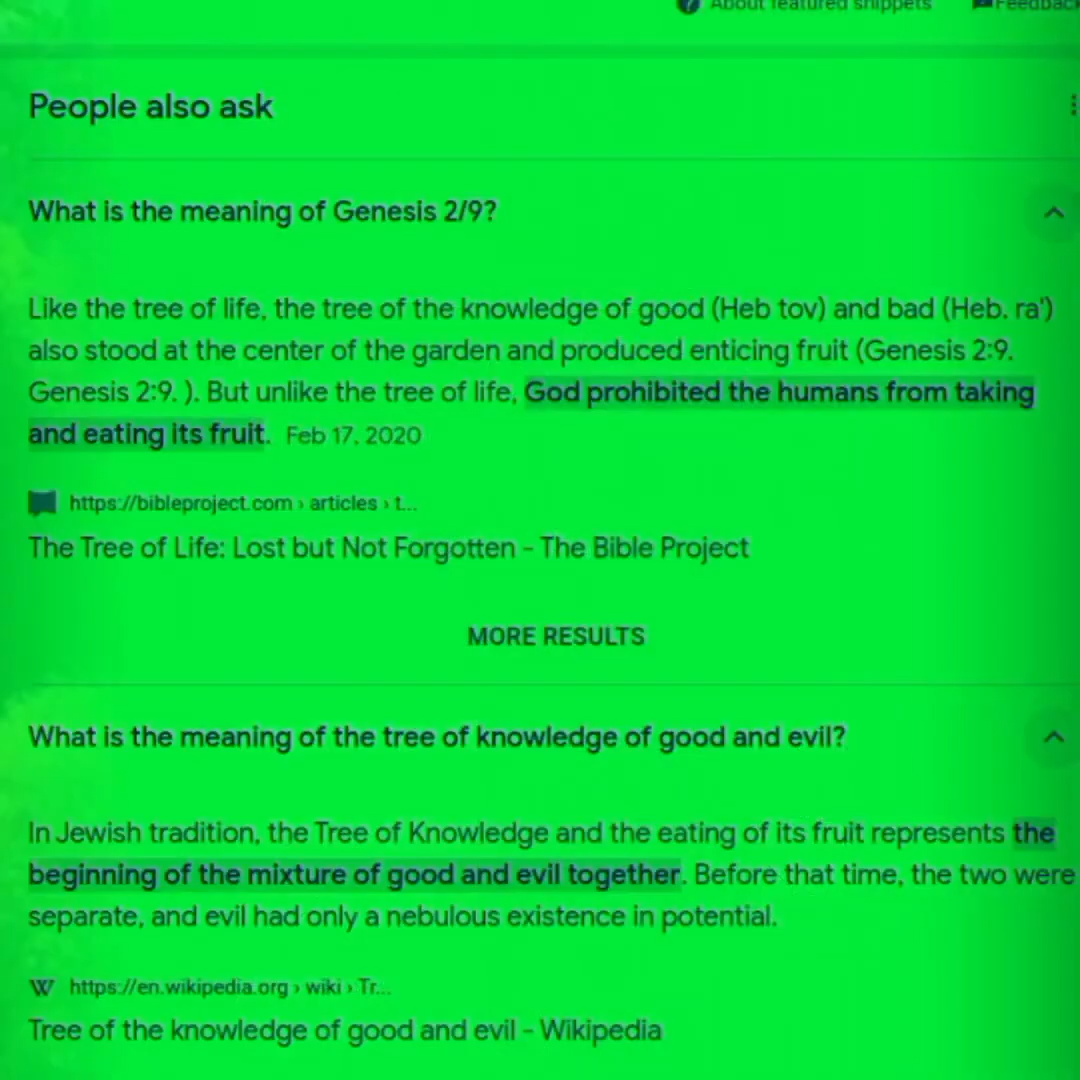 About featured snippets Feedback
People also ask
What is the meaning of Genesis 2/9?
Like the tree of life, the tree of the knowledge of good (Heb tov) and bad (Heb. ra')
also stood at the center of the garden and produced enticing fruit (Genesis 2:9.
Genesis 2:9. ). But unlike the tree of life, God prohibited the humans from taking
and eating its fruit. Feb 17, 2020
https://bibleproject.com › articles › t...
The Tree of Life: Lost but Not Forgotten - The Bible Project
MORE RESULTS
What is the meaning of the tree of knowledge of good and evil?
In Jewish tradition, the Tree of Knowledge and the eating of its fruit represents the
beginning of the mixture of good and evil together. Before that time, the two were
separate, and evil had only a nebulous existence in potential.
W https://en.wikipedia.org › wiki › Tr...
Tree of the knowledge of good and evil - Wikipedia